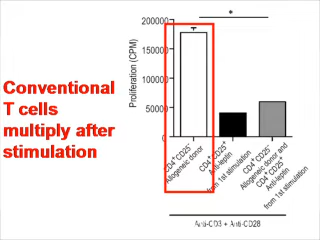 Conventional
T cells
multiply after
stimulation
*
Proliferation (CPM)
200000
150000
100000
50000
0
CD4+CD25-
Allogeneic donor
CD4+CD25+
Anti-leptin
from 1st stimulation
CD4+CD25-
Allogeneic donor and
CD4+CD25+
Anti-leptin
from 1st stimulation
Anti-CD3 + Anti-CD28